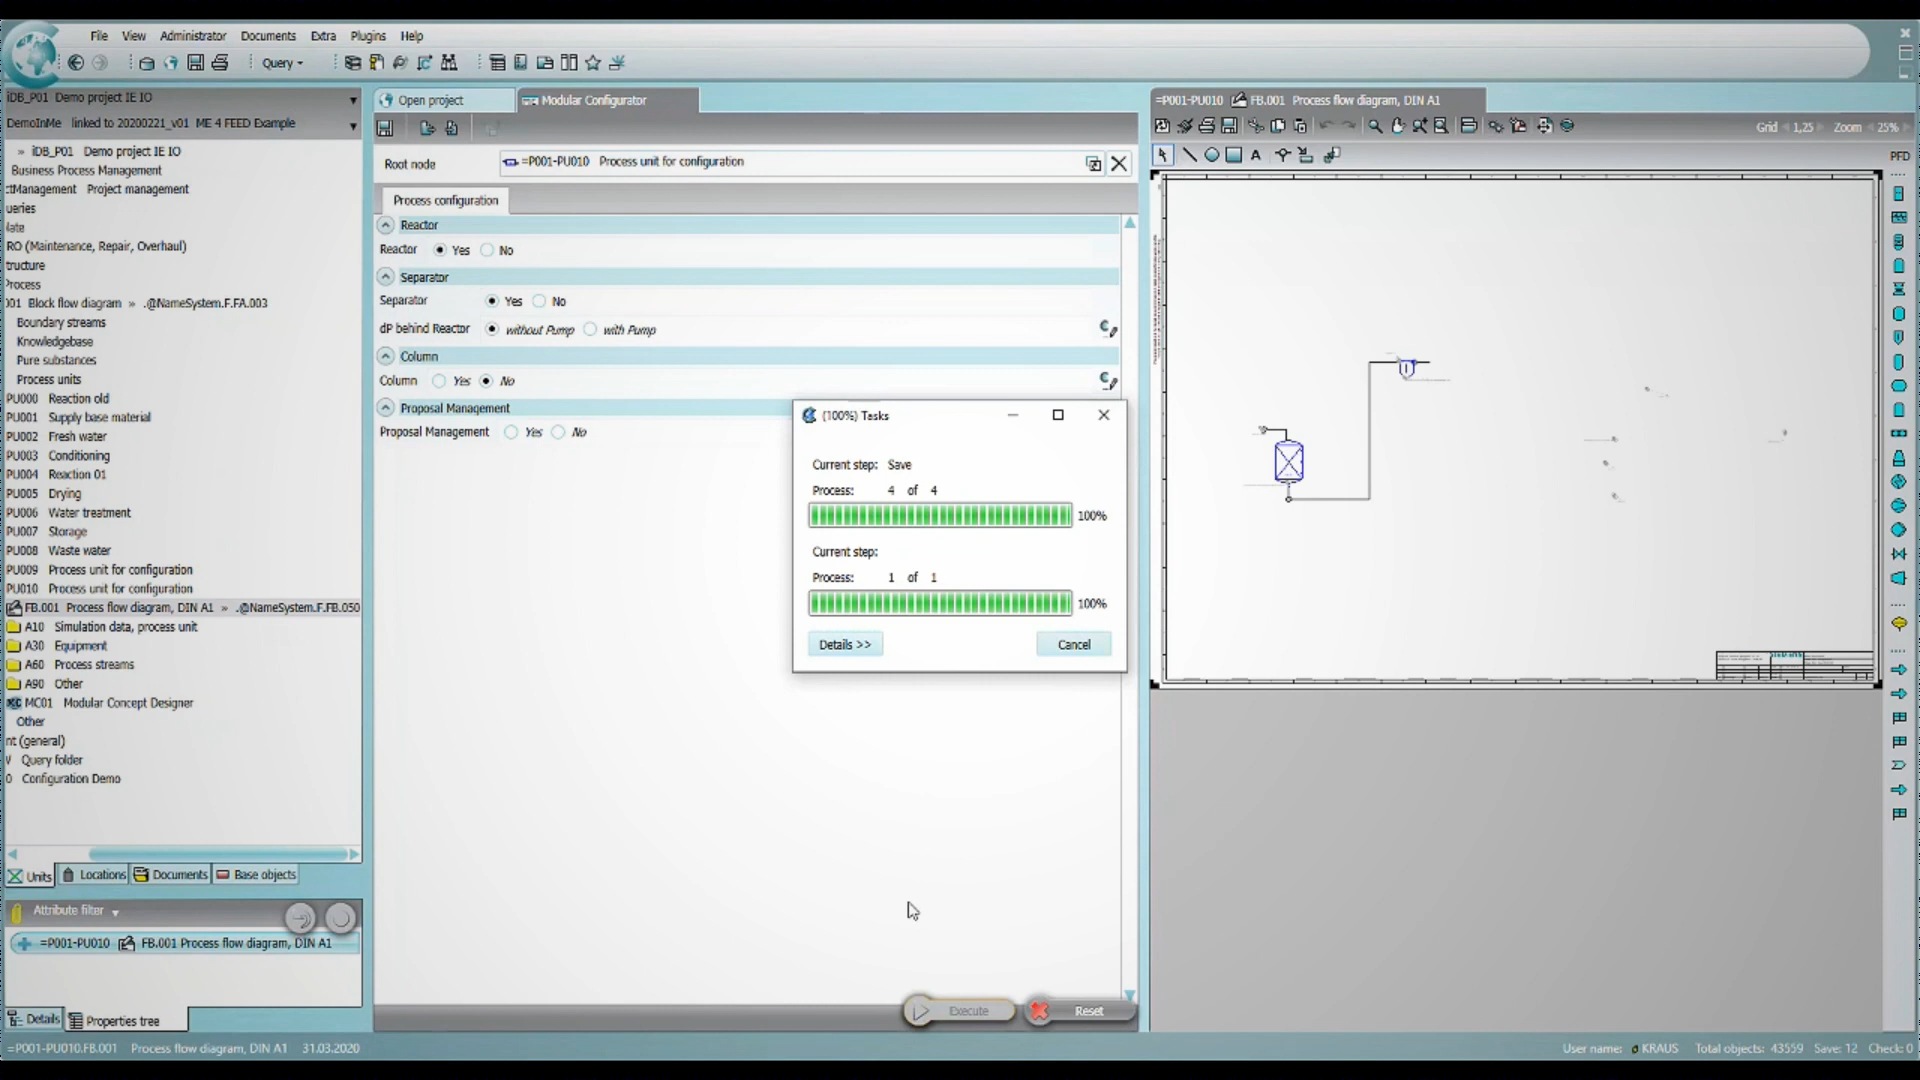 File View Administrator Documents Extra Plugins Help
Query
iDB_P01 Demo project IE IO
DemoInMe linked to 20200221_v01 ME 4 FEED Example
» iDB_P01 Demo project IE IO
Business Process Management
ctManagement Project management
ueries
late
RO (Maintenance, Repair, Overhaul)
tructure
Process
001 Block flow diagram » .@NameSystem.F.FA.003
Boundary streams
Knowledgebase
Pure substances
Process units
PU000 Reaction old
PU001 Supply base material
PU002 Fresh water
PU003 Conditioning
PU004 Reaction 01
PU005 Drying
PU006 Water treatment
PU007 Storage
PU008 Waste water
PU009 Process unit for configuration
PU010 Process unit for configuration
FB.001 Process flow diagram, DIN A1 » .@NameSystem.F.FB.050
A10 Simulation data, process unit
A30 Equipment
A60 Process streams
A90 Other
MC01 Modular Concept Designer
Other
nt (general)
V Query folder
0 Configuration Demo
Units Locations Documents Base objects
Attribute filter
=P001-PU010 FB.001 Process flow diagram, DIN A1
Details Properties tree
Open project Modular Configurator
Root node =P001-PU010 Process unit for configuration
Process configuration
Reactor
Reactor Yes No
Separator
Separator Yes No
dP behind Reactor without Pump with Pump
Column
Column Yes No
Proposal Management
Proposal Management Yes No
(100%) Tasks
Current step: Save
Process: 4 of 4
100%
Current step:
Process: 1 of 1
100%
Details >> Cancel
Execute Reset
=P001-PU010 FB.001 Process flow diagram, DIN A1
Grid 1,25 Zoom 25%
A
PFD
=P001-PU010.FB.001 Process flow diagram, DIN A1 31.03.2020
User name: KRAUS Total objects: 43559 Save: 12 Check: 0